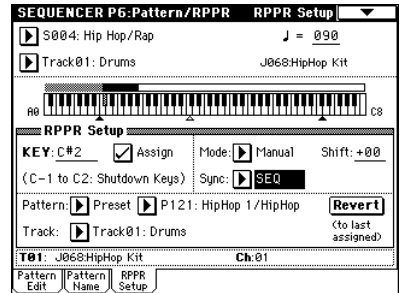 SEQUENCER P6:Pattern/RPPR RPPR Setup
S004: Hip Hop/Rap ♩ = 090
Track01: Drums J068:HipHop Kit
A0 C8
RPPR Setup
KEY: C#2 Assign Mode: Manual Shift: +00
(C-1 to C2: Shutdown Keys) Sync: SEQ
Pattern: Preset P121: HipHop 1/HipHop Revert
Track: Track01: Drums (to last assigned)
T01: J068:HipHop Kit Ch:01
Pattern Edit Pattern Name RPPR Setup